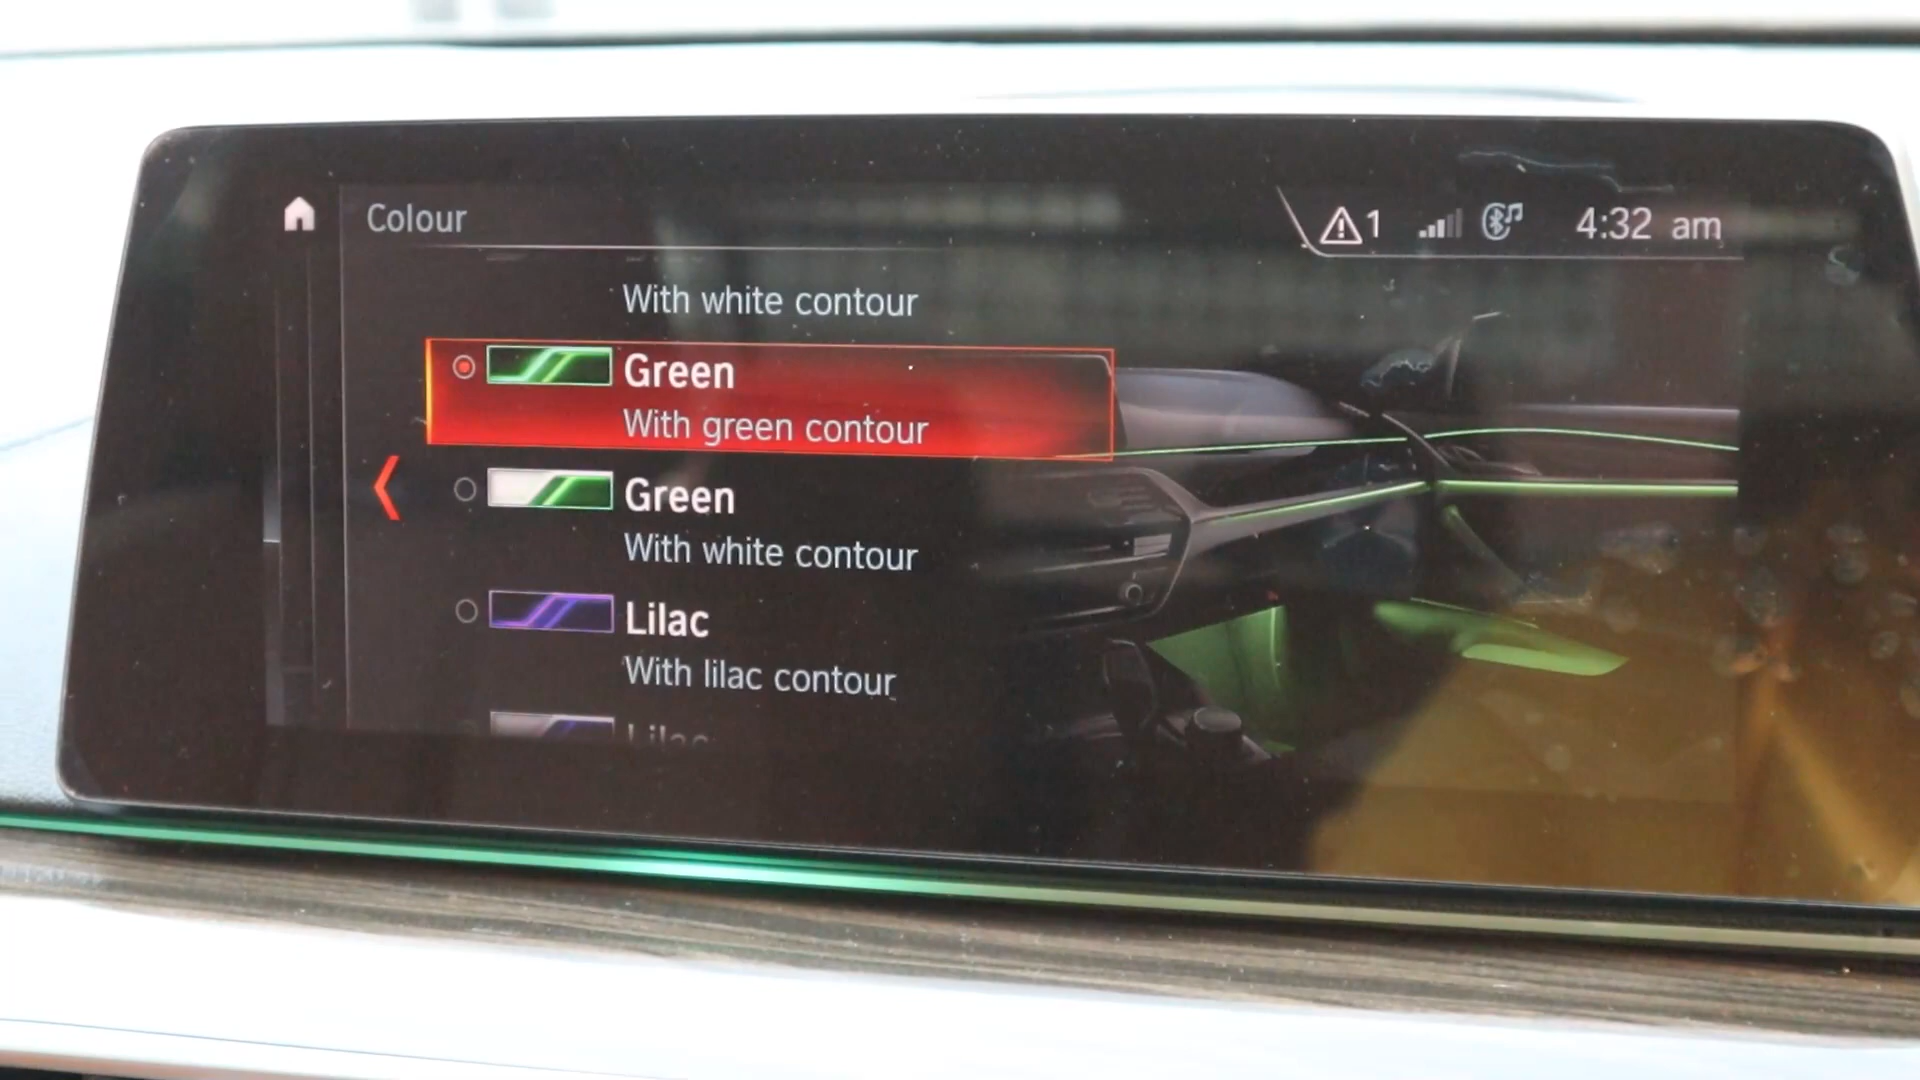 Colour
1
4:32 am
With white contour
Green
With green contour
Green
With white contour
Lilac
With lilac contour
Lilac